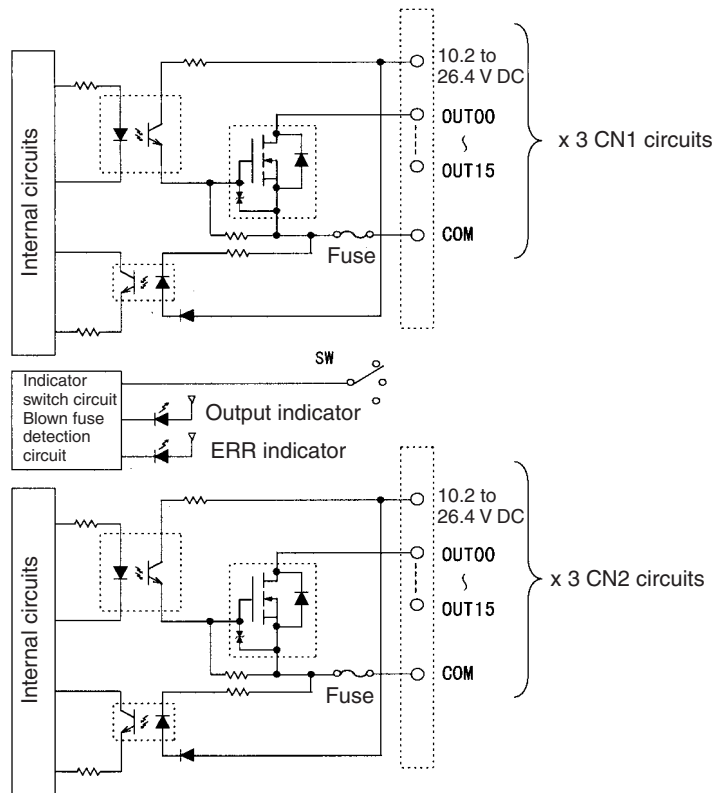 Internal circuits
10.2 to
26.4 V DC
OUT00
~
OUT15
COM
Fuse
x 3 CN1 circuits
SW
Indicator
switch circuit
Blown fuse
detection
circuit
Output indicator
ERR indicator
Internal circuits
10.2 to
26.4 V DC
OUT00
~
OUT15
COM
Fuse
x 3 CN2 circuits